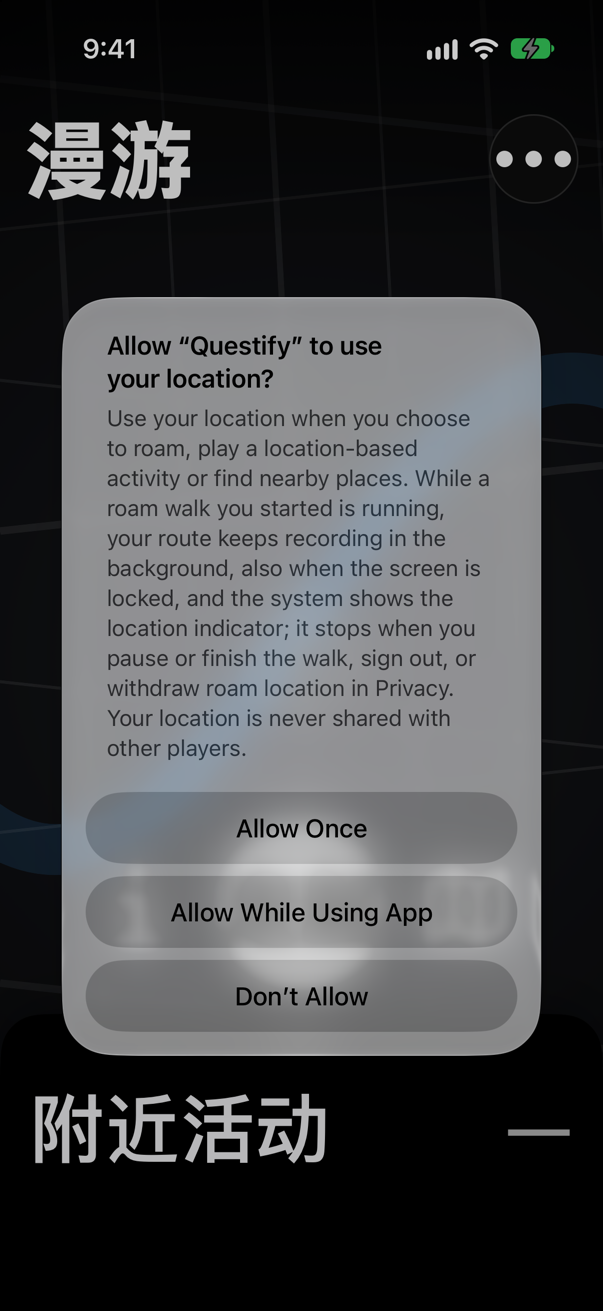 9:41
漫游
Allow “Questify” to use
your location?
Use your location when you choose
to roam, play a location-based
activity or find nearby places. While a
roam walk you started is running,
your route keeps recording in the
background, also when the screen is
locked, and the system shows the
location indicator; it stops when you
pause or finish the walk, sign out, or
withdraw roam location in Privacy.
Your location is never shared with
other players.
Allow Once
Allow While Using App
Don’t Allow
附近活动